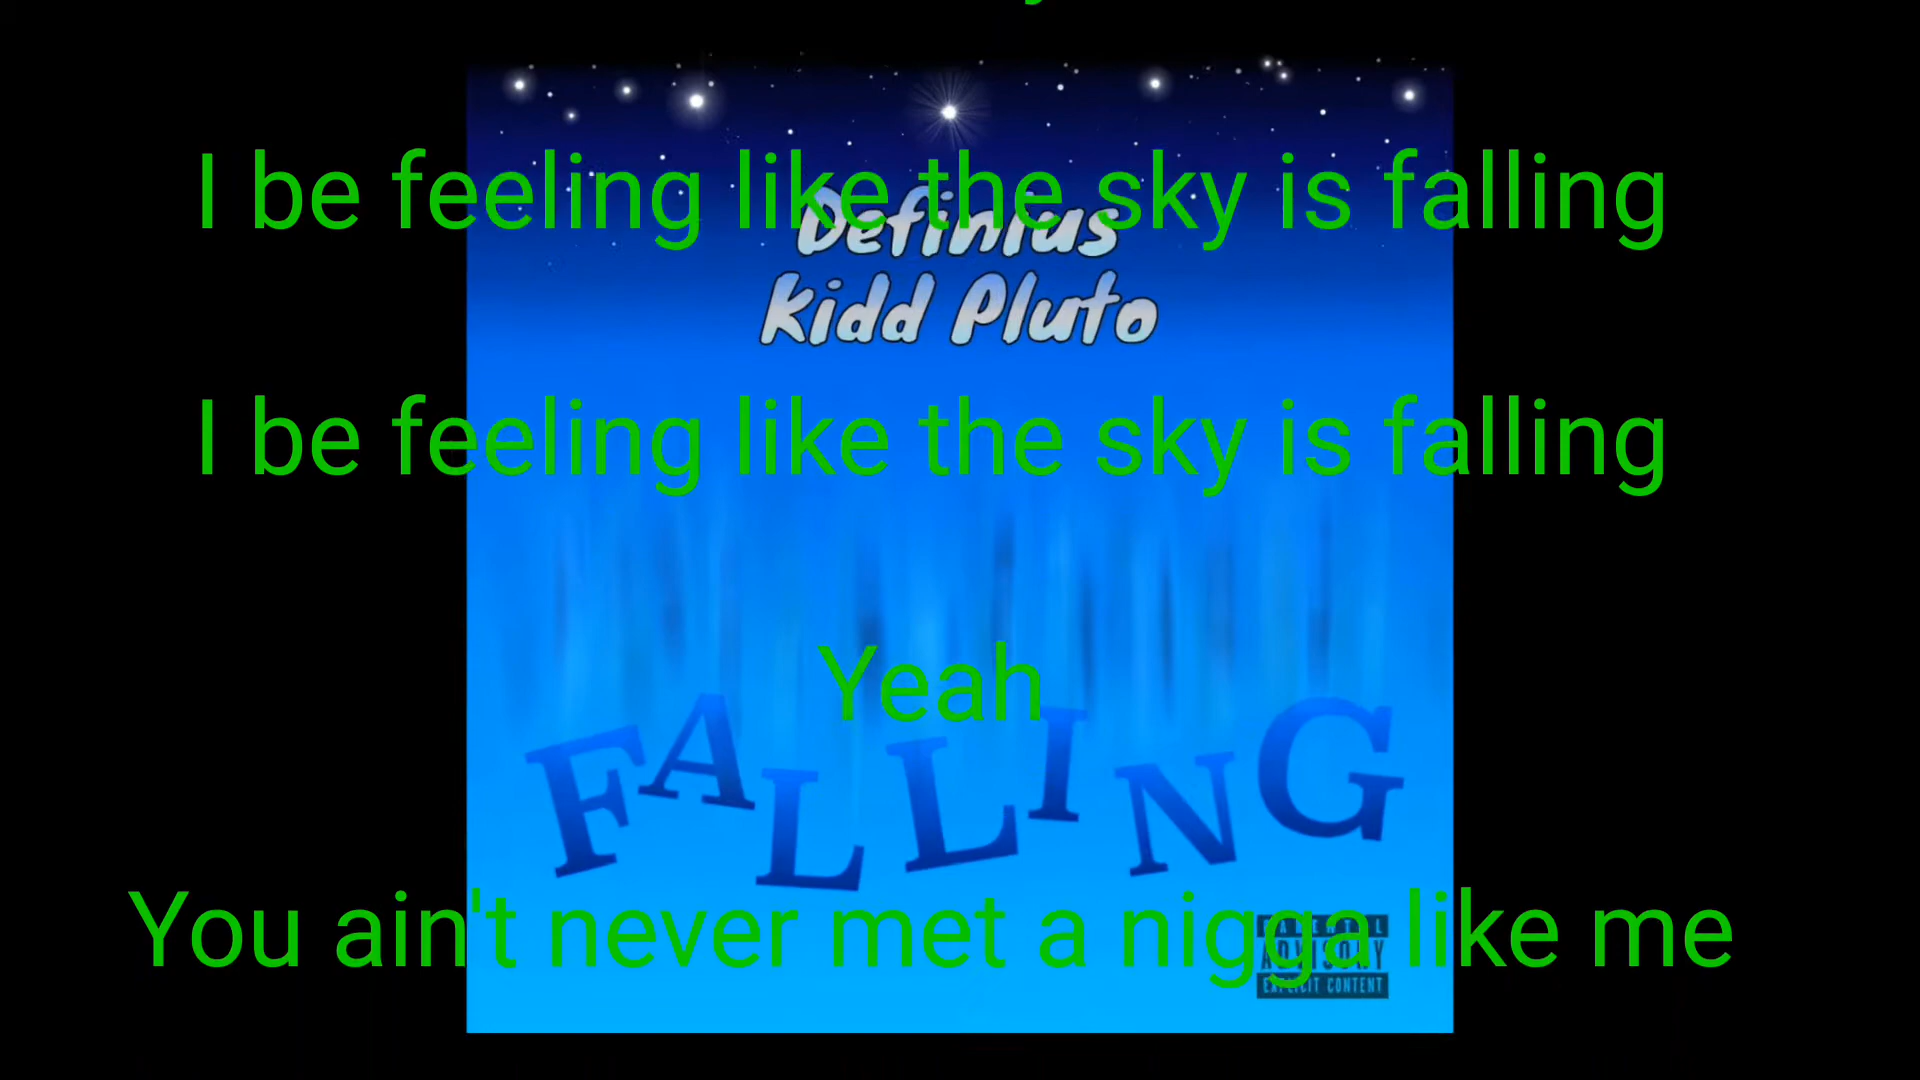 I be feeling like the sky is falling
Definius
Kidd Pluto
I be feeling like the sky is falling
Yeah
FALLING
You ain't never met a nigga like me
PARENTAL
ADVISORY
EXPLICIT CONTENT